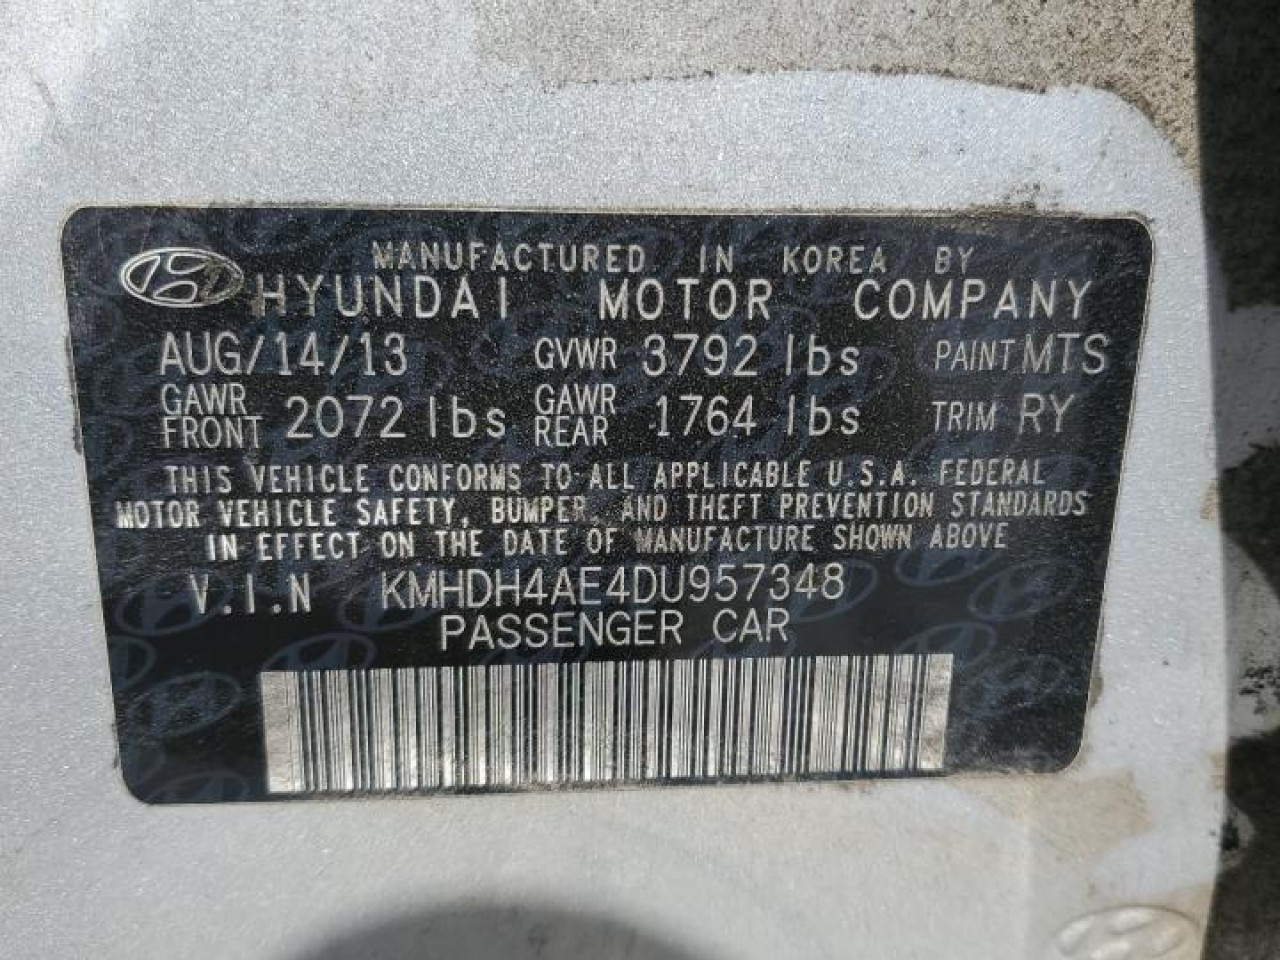 MANUFACTURED IN KOREA BY
HYUNDAI MOTOR COMPANY
AUG/14/13 GVWR 3792 lbs PAINT MTS
GAWR FRONT 2072 lbs GAWR REAR 1764 lbs TRIM RY
THIS VEHICLE CONFORMS TO ALL APPLICABLE U.S.A. FEDERAL
MOTOR VEHICLE SAFETY, BUMPER, AND THEFT PREVENTION STANDARDS
IN EFFECT ON THE DATE OF MANUFACTURE SHOWN ABOVE
V.I.N KMHDH4AE4DU957348
PASSENGER CAR